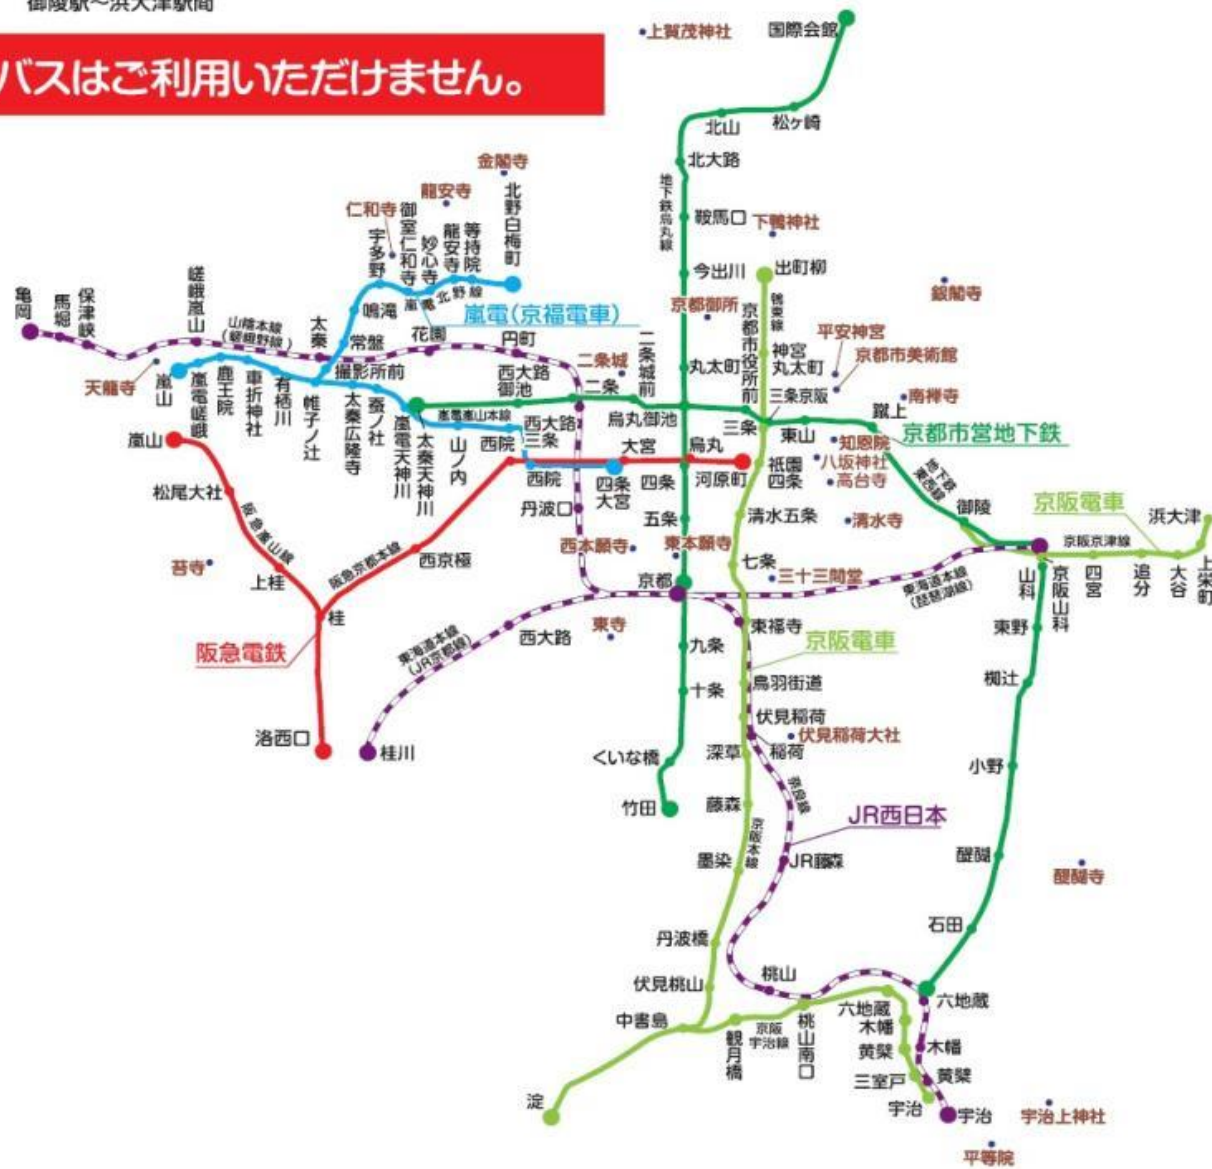 御陵駅～浜大津駅間
バスはご利用いただけません。
上賀茂神社
国際会館
北山
松ヶ崎
北大路
地下鉄烏丸線
鞍馬口
下鴨神社
今出川
出町柳
鴨東線
銀閣寺
京都御所
京都市役所前
神宮丸太町
平安神宮
京都市美術館
丸太町
三条京阪
南禅寺
蹴上
金閣寺
龍安寺
仁和寺
北野白梅町
等持院
龍安寺
妙心寺
御室仁和寺
宇多野
嵐電北野線
鳴滝
嵐電(京福電車)
常盤
撮影所前
亀岡
馬堀
保津峡
嵯峨嵐山
山陰本線
(嵯峨野線)
太秦
花園
円町
二条城
二条城前
西大路御池
二条
烏丸御池
天龍寺
嵐山
嵐電嵯峨
鹿王院
車折神社
有栖川
帷子ノ辻
太秦広隆寺
蚕ノ社
嵐電天神川
太秦天神川
嵐電嵐山本線
山ノ内
西大路三条
西院
西院
四条大宮
大宮
烏丸
四条
河原町
三条
東山
京都市営地下鉄
知恩院
八坂神社
高台寺
祇園四条
清水五条
清水寺
地下鉄東西線
御陵
京阪電車
浜大津
京阪京津線
上栄町
大谷
追分
四宮
京阪山科
山科
嵐山
松尾大社
阪急嵐山線
苔寺
上桂
阪急京都本線
西京極
桂
阪急電鉄
洛西口
丹波口
五条
西本願寺
東本願寺
七条
三十三間堂
京都
東海道本線
(琵琶湖線)
東海道本線
(JR京都線)
西大路
東寺
桂川
九条
十条
くいな橋
竹田
東福寺
京阪電車
鳥羽街道
伏見稲荷
伏見稲荷大社
稲荷
深草
奈良線
藤森
京阪本線
墨染
JR西日本
JR藤森
丹波橋
伏見桃山
桃山
中書島
観月橋
京阪宇治線
桃山南口
淀
東野
椥辻
小野
醍醐
醍醐寺
石田
六地蔵
六地蔵
木幡
木幡
黄檗
黄檗
三室戸
宇治
宇治
宇治上神社
平等院